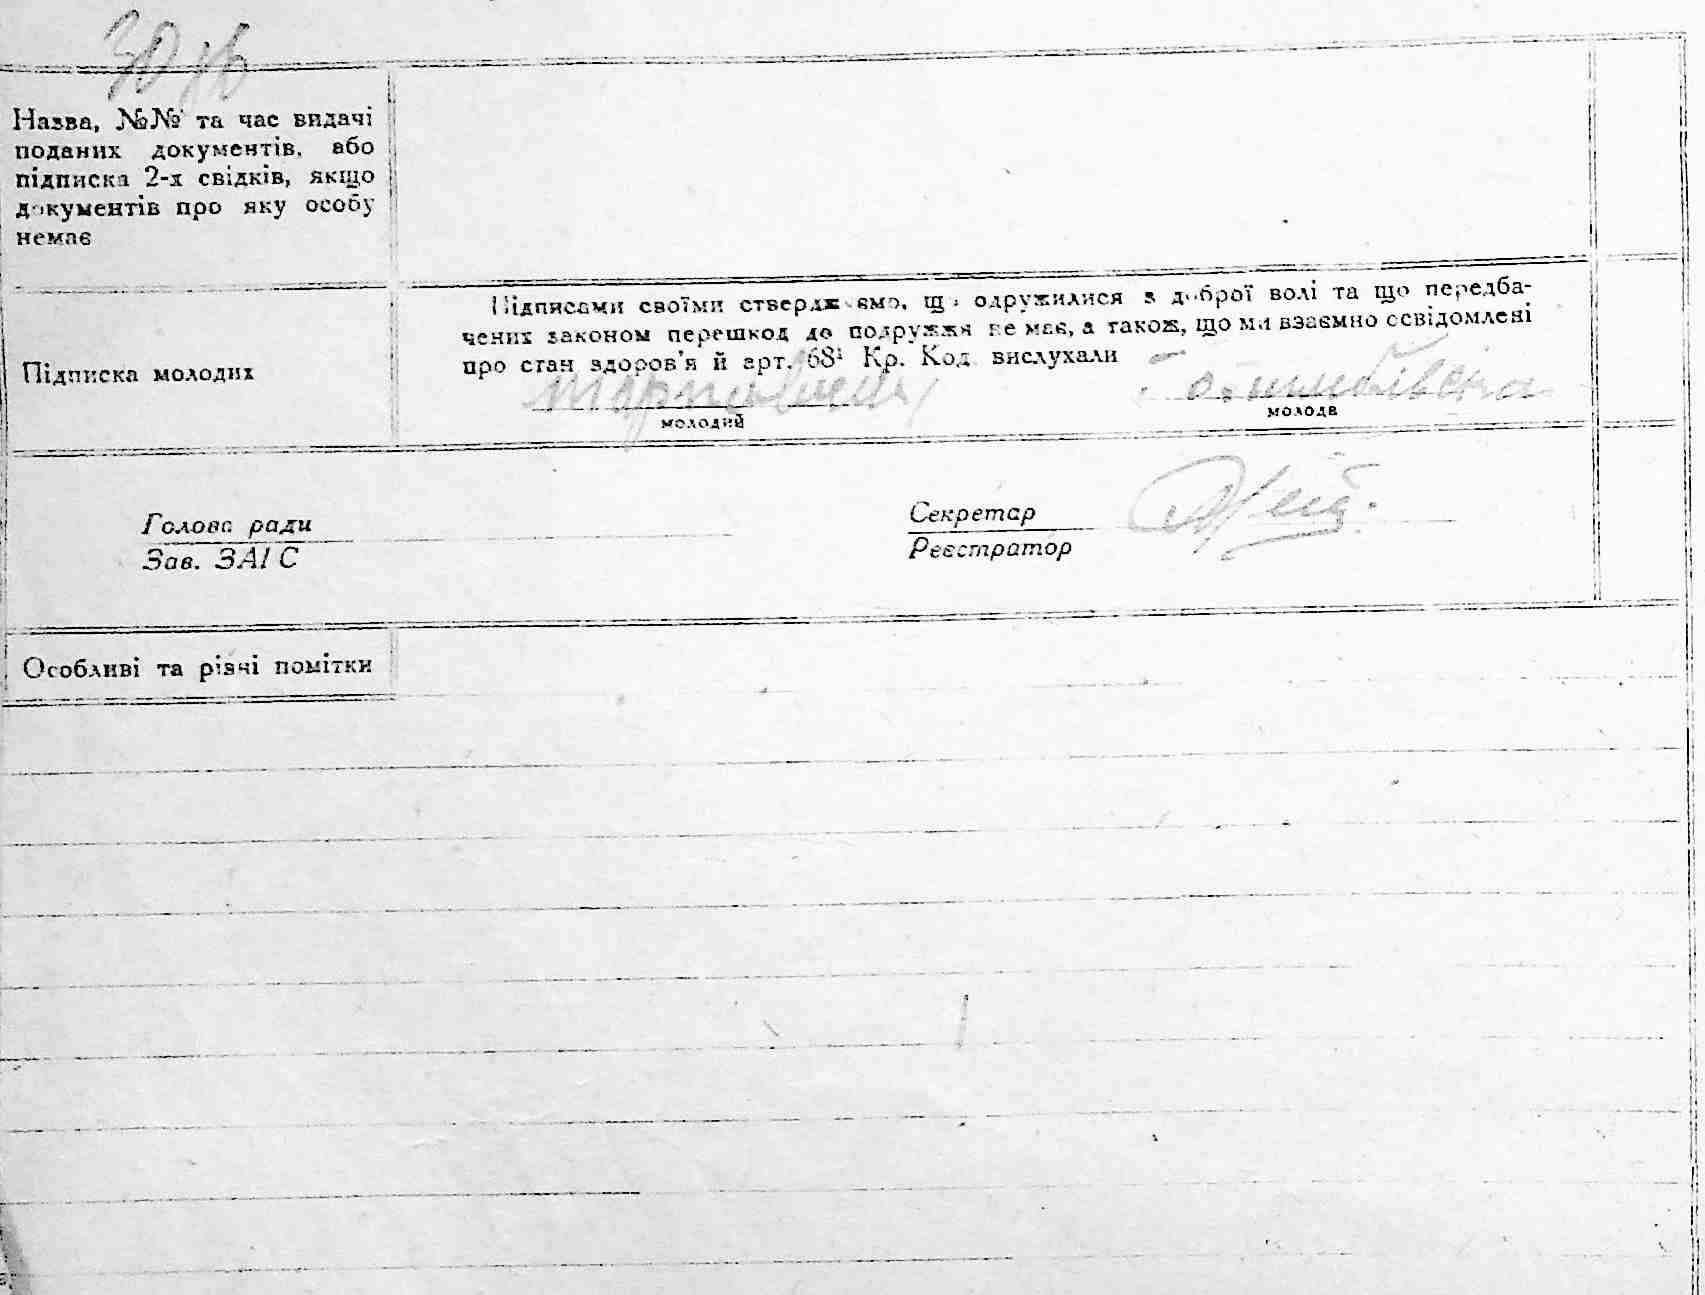 Назва, №№ та час видачі
поданих документів, або
підписка 2-х свідків, якщо
документів про яку особу
немає
Підписами своїми стверджуємо, що одружилися з доброї волі та що передба-
чених законом перешкод до подружжя не має, а також, що ми взаємно освідомлені
про стан здоров'я й арт. 68¹ Кр. Код. вислухали
Підписка молодих
молодий
молода
Голова ради
Зав. ЗАГС
Секретар
Реєстратор
Особливі та різні помітки